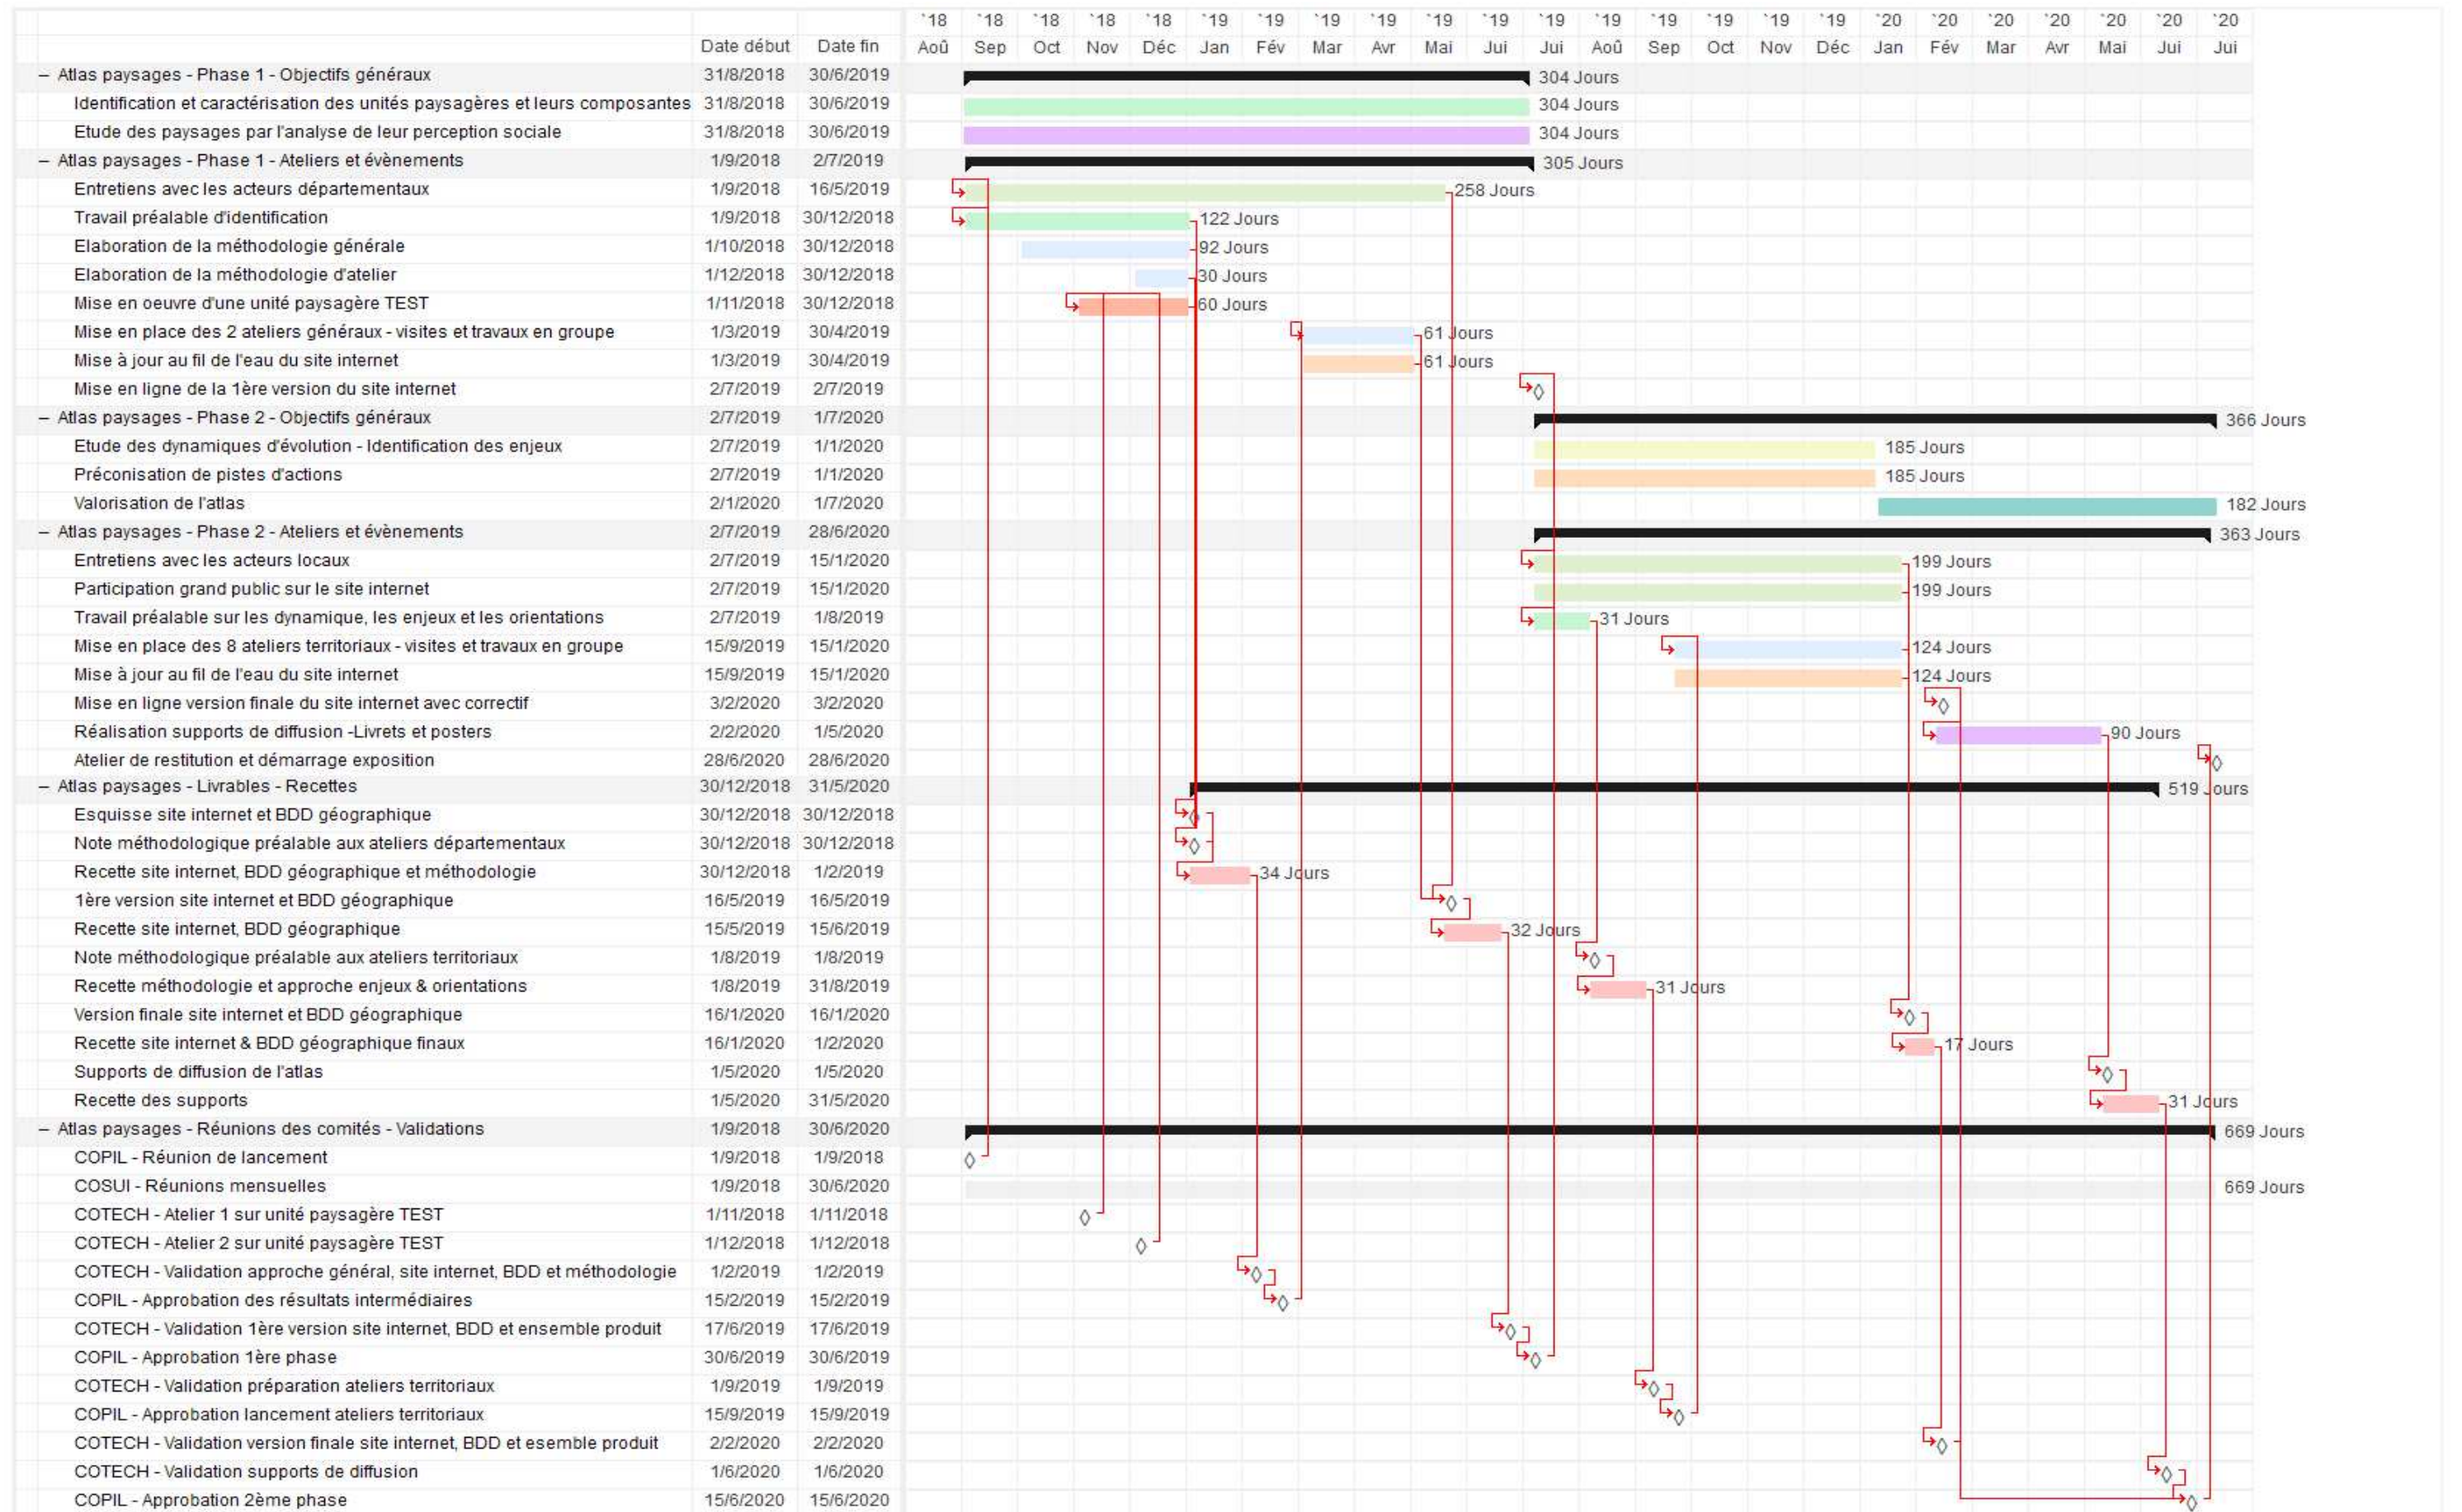 `18 `18 `18 `18 `18 `19 `19 `19 `19 `19 `19 `19 `19 `19 `19 `19 `19 `20 `20 `20 `20 `20 `20 `20
Date début Date fin Aoû Sep Oct Nov Déc Jan Fév Mar Avr Mai Jui Jui Aoû Sep Oct Nov Déc Jan Fév Mar Avr Mai Jui Jui
– Atlas paysages - Phase 1 - Objectifs généraux 31/8/2018 30/6/2019 304 Jours
Identification et caractérisation des unités paysagères et leurs composantes 31/8/2018 30/6/2019 304 Jours
Etude des paysages par l'analyse de leur perception sociale 31/8/2018 30/6/2019 304 Jours
– Atlas paysages - Phase 1 - Ateliers et évènements 1/9/2018 2/7/2019 305 Jours
Entretiens avec les acteurs départementaux 1/9/2018 16/5/2019 258 Jours
Travail préalable d'identification 1/9/2018 30/12/2018 122 Jours
Elaboration de la méthodologie générale 1/10/2018 30/12/2018 92 Jours
Elaboration de la méthodologie d'atelier 1/12/2018 30/12/2018 30 Jours
Mise en oeuvre d'une unité paysagère TEST 1/11/2018 30/12/2018 60 Jours
Mise en place des 2 ateliers généraux - visites et travaux en groupe 1/3/2019 30/4/2019 61 Jours
Mise à jour au fil de l'eau du site internet 1/3/2019 30/4/2019 61 Jours
Mise en ligne de la 1ère version du site internet 2/7/2019 2/7/2019
– Atlas paysages - Phase 2 - Objectifs généraux 2/7/2019 1/7/2020 366 Jours
Etude des dynamiques d'évolution - Identification des enjeux 2/7/2019 1/1/2020 185 Jours
Préconisation de pistes d'actions 2/7/2019 1/1/2020 185 Jours
Valorisation de l'atlas 2/1/2020 1/7/2020 182 Jours
– Atlas paysages - Phase 2 - Ateliers et évènements 2/7/2019 28/6/2020 363 Jours
Entretiens avec les acteurs locaux 2/7/2019 15/1/2020 199 Jours
Participation grand public sur le site internet 2/7/2019 15/1/2020 199 Jours
Travail préalable sur les dynamique, les enjeux et les orientations 2/7/2019 1/8/2019 31 Jours
Mise en place des 8 ateliers territoriaux - visites et travaux en groupe 15/9/2019 15/1/2020 124 Jours
Mise à jour au fil de l'eau du site internet 15/9/2019 15/1/2020 124 Jours
Mise en ligne version finale du site internet avec correctif 3/2/2020 3/2/2020
Réalisation supports de diffusion -Livrets et posters 2/2/2020 1/5/2020 90 Jours
Atelier de restitution et démarrage exposition 28/6/2020 28/6/2020
– Atlas paysages - Livrables - Recettes 30/12/2018 31/5/2020 519 Jours
Esquisse site internet et BDD géographique 30/12/2018 30/12/2018
Note méthodologique préalable aux ateliers départementaux 30/12/2018 30/12/2018
Recette site internet, BDD géographique et méthodologie 30/12/2018 1/2/2019 34 Jours
1ère version site internet et BDD géographique 16/5/2019 16/5/2019
Recette site internet, BDD géographique 15/5/2019 15/6/2019 32 Jours
Note méthodologique préalable aux ateliers territoriaux 1/8/2019 1/8/2019
Recette méthodologie et approche enjeux & orientations 1/8/2019 31/8/2019 31 Jours
Version finale site internet et BDD géographique 16/1/2020 16/1/2020
Recette site internet & BDD géographique finaux 16/1/2020 1/2/2020 17 Jours
Supports de diffusion de l'atlas 1/5/2020 1/5/2020
Recette des supports 1/5/2020 31/5/2020 31 Jours
– Atlas paysages - Réunions des comités - Validations 1/9/2018 30/6/2020 669 Jours
COPIL - Réunion de lancement 1/9/2018 1/9/2018
COSUI - Réunions mensuelles 1/9/2018 30/6/2020 669 Jours
COTECH - Atelier 1 sur unité paysagère TEST 1/11/2018 1/11/2018
COTECH - Atelier 2 sur unité paysagère TEST 1/12/2018 1/12/2018
COTECH - Validation approche général, site internet, BDD et méthodologie 1/2/2019 1/2/2019
COPIL - Approbation des résultats intermédiaires 15/2/2019 15/2/2019
COTECH - Validation 1ère version site internet, BDD et ensemble produit 17/6/2019 17/6/2019
COPIL - Approbation 1ère phase 30/6/2019 30/6/2019
COTECH - Validation préparation ateliers territoriaux 1/9/2019 1/9/2019
COPIL - Approbation lancement ateliers territoriaux 15/9/2019 15/9/2019
COTECH - Validation version finale site internet, BDD et esemble produit 2/2/2020 2/2/2020
COTECH - Validation supports de diffusion 1/6/2020 1/6/2020
COPIL - Approbation 2ème phase 15/6/2020 15/6/2020